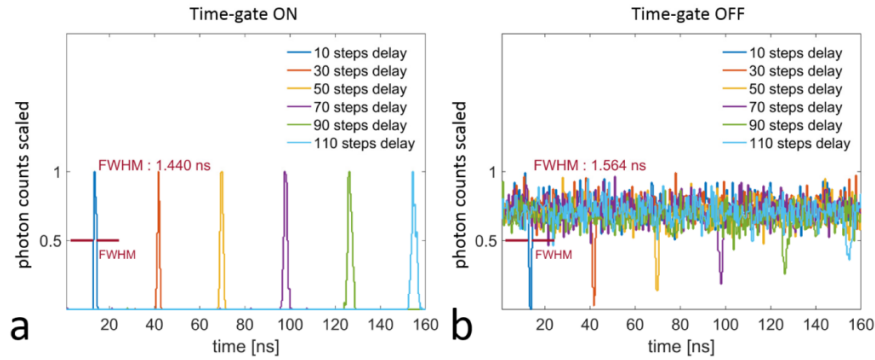 Time-gate ON
photon counts scaled
1
0.5
10 steps delay
30 steps delay
50 steps delay
70 steps delay
90 steps delay
110 steps delay
FWHM : 1.440 ns
FWHM
20 40 60 80 100 120 140 160
time [ns]
a
Time-gate OFF
photon counts scaled
1
0.5
10 steps delay
30 steps delay
50 steps delay
70 steps delay
90 steps delay
110 steps delay
FWHM : 1.564 ns
FWHM
20 40 60 80 100 120 140 160
time [ns]
b